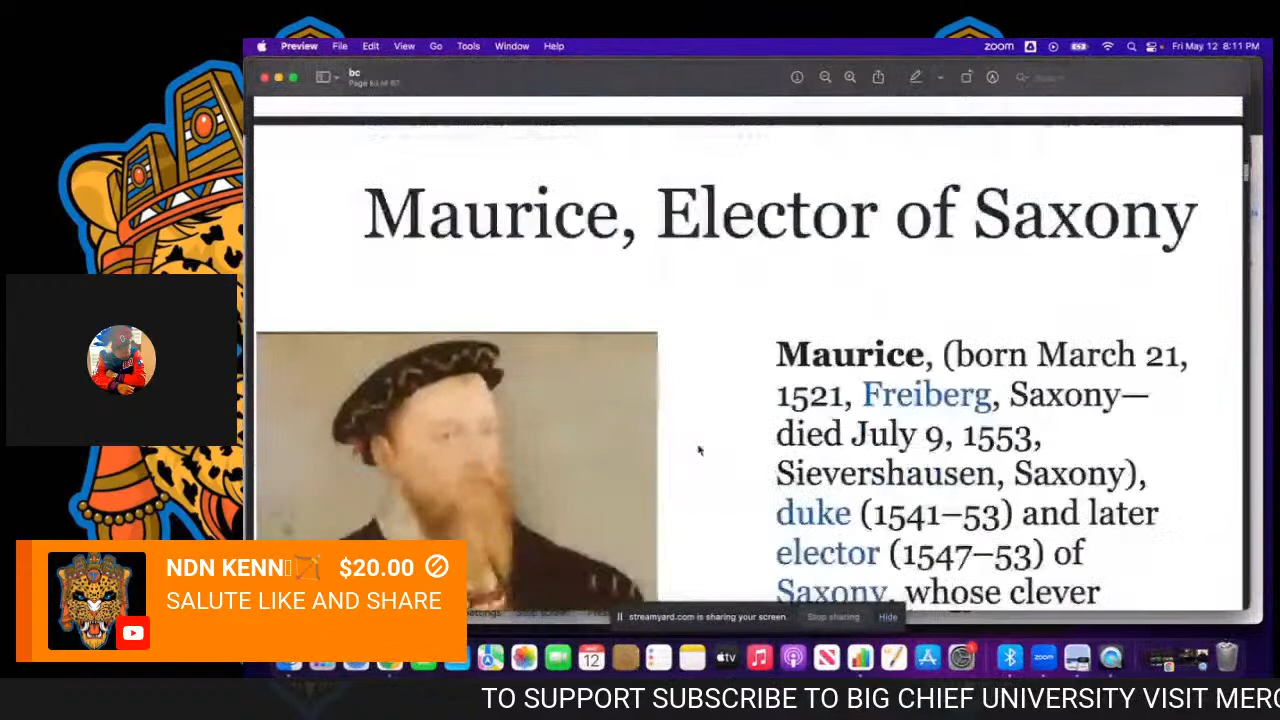 Preview File Edit View Go Tools Window Help
zoom Fri May 12 8:11 PM
bc
Maurice, Elector of Saxony
Maurice, (born March 21,
1521, Freiberg, Saxony—
died July 9, 1553,
Sievershausen, Saxony),
duke (1541–53) and later
elector (1547–53) of
Saxony, whose clever
NDN KENN $20.00
SALUTE LIKE AND SHARE
streamyard.com is sharing your screen. Stop sharing Hide
MAY
12
tv
zoom
TO SUPPORT SUBSCRIBE TO BIG CHIEF UNIVERSITY VISIT MERC